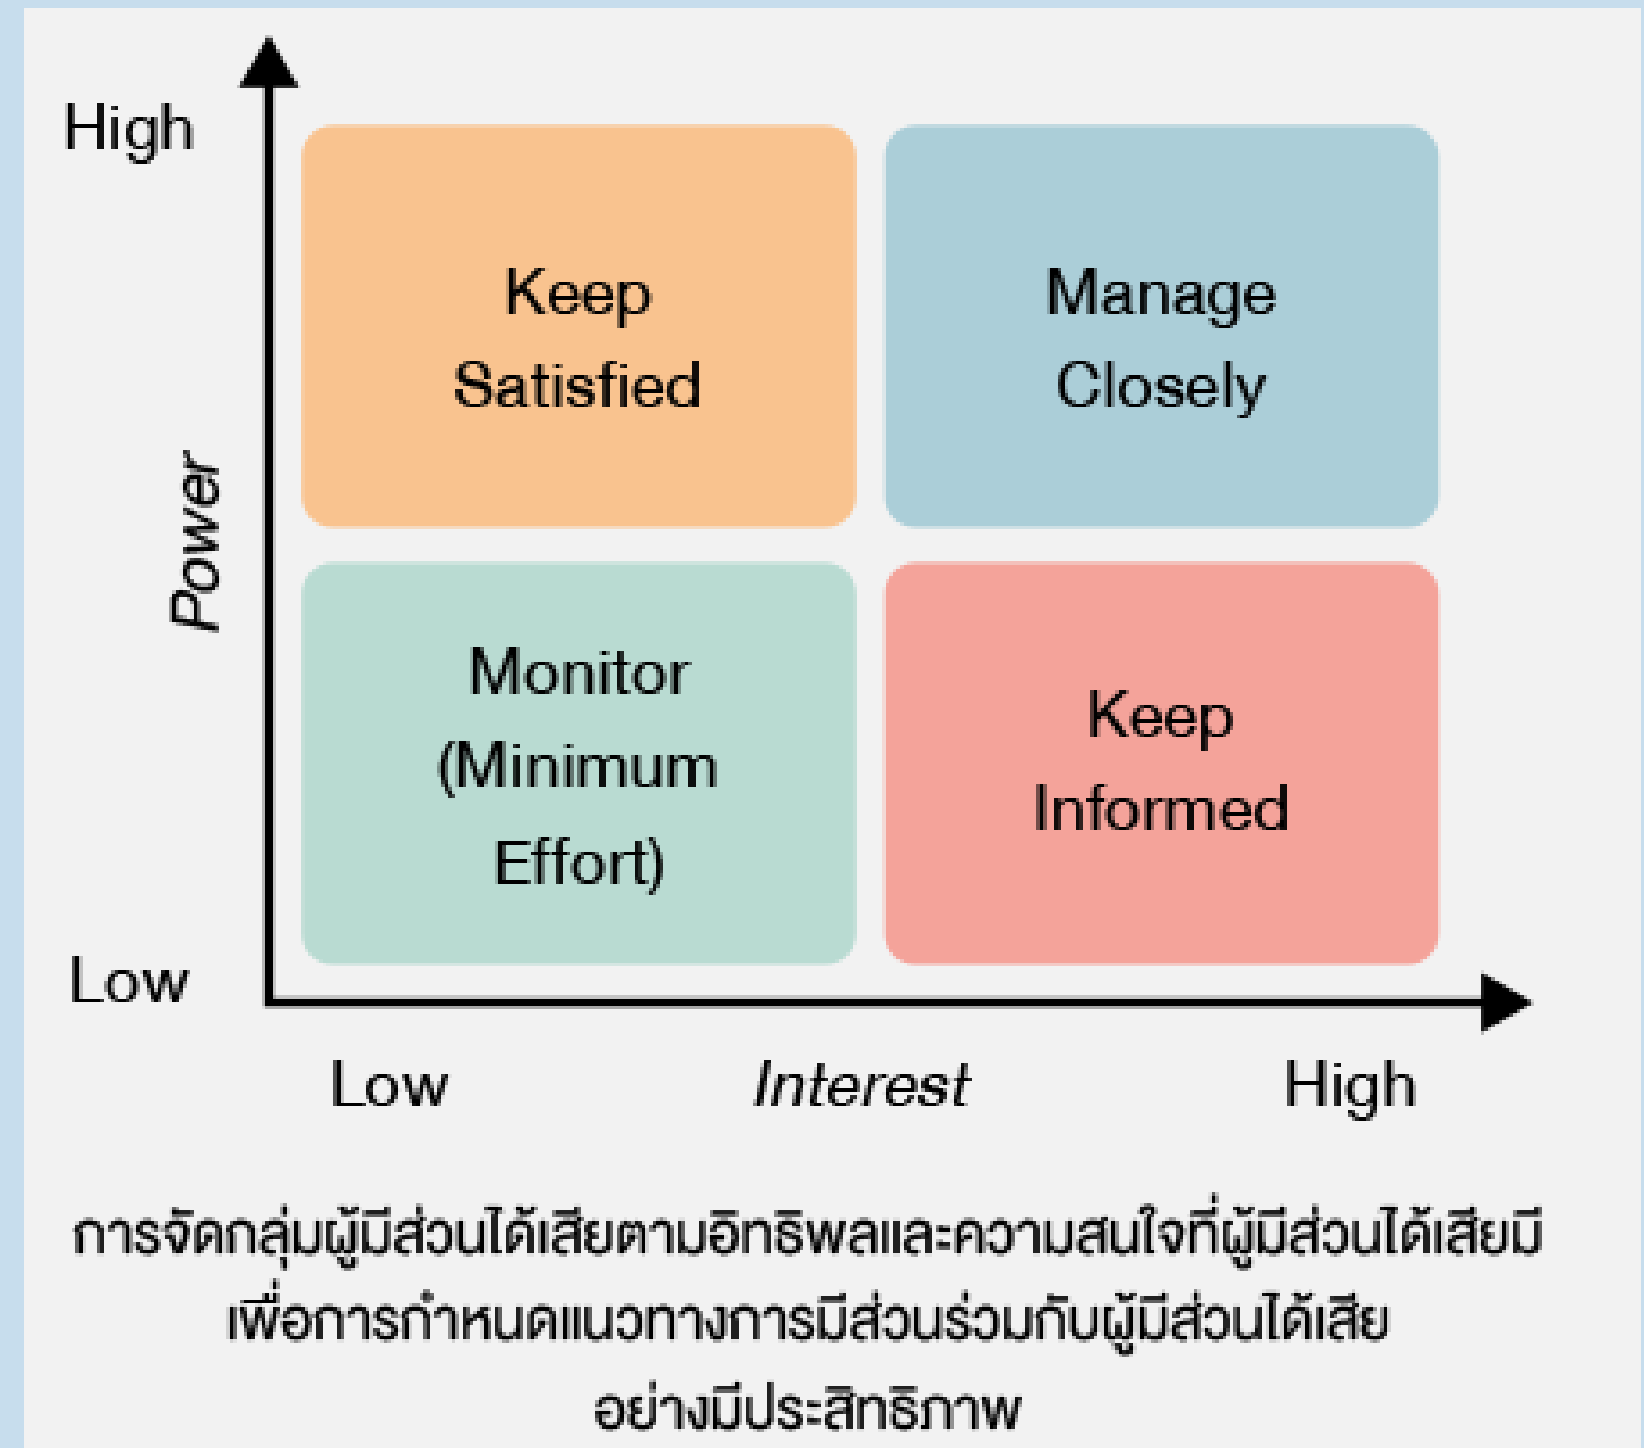 High
Keep
Satisfied
Manage
Closely
Power
Monitor
(Minimum
Effort)
Keep
Informed
Low
Low
Interest
High
การจัดกลุ่มผู้มีส่วนได้เสียตามอิทธิพลและความสนใจที่ผู้มีส่วนได้เสียมี
เพื่อการกำหนดแนวทางการมีส่วนร่วมกับผู้มีส่วนได้เสีย
อย่างมีประสิทธิภาพ